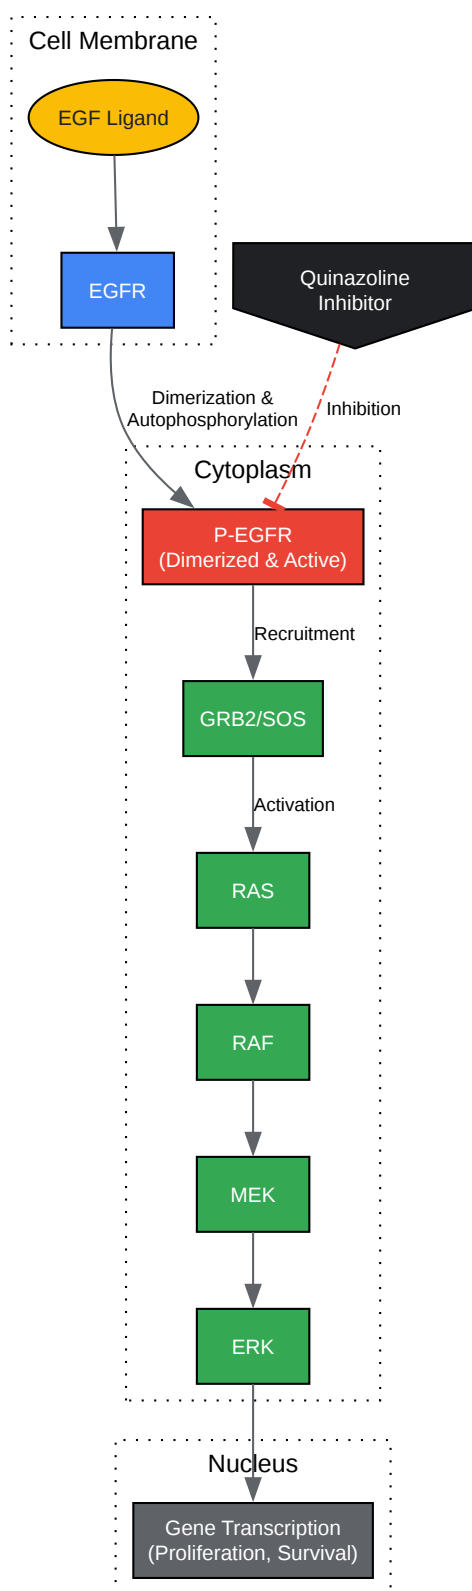 Cell Membrane
EGF Ligand
EGFR
Quinazoline
Inhibitor
Dimerization &
Autophosphorylation
Inhibition
Cytoplasm
P-EGFR
(Dimerized & Active)
Recruitment
GRB2/SOS
Activation
RAS
RAF
MEK
ERK
Nucleus
Gene Transcription
(Proliferation, Survival)